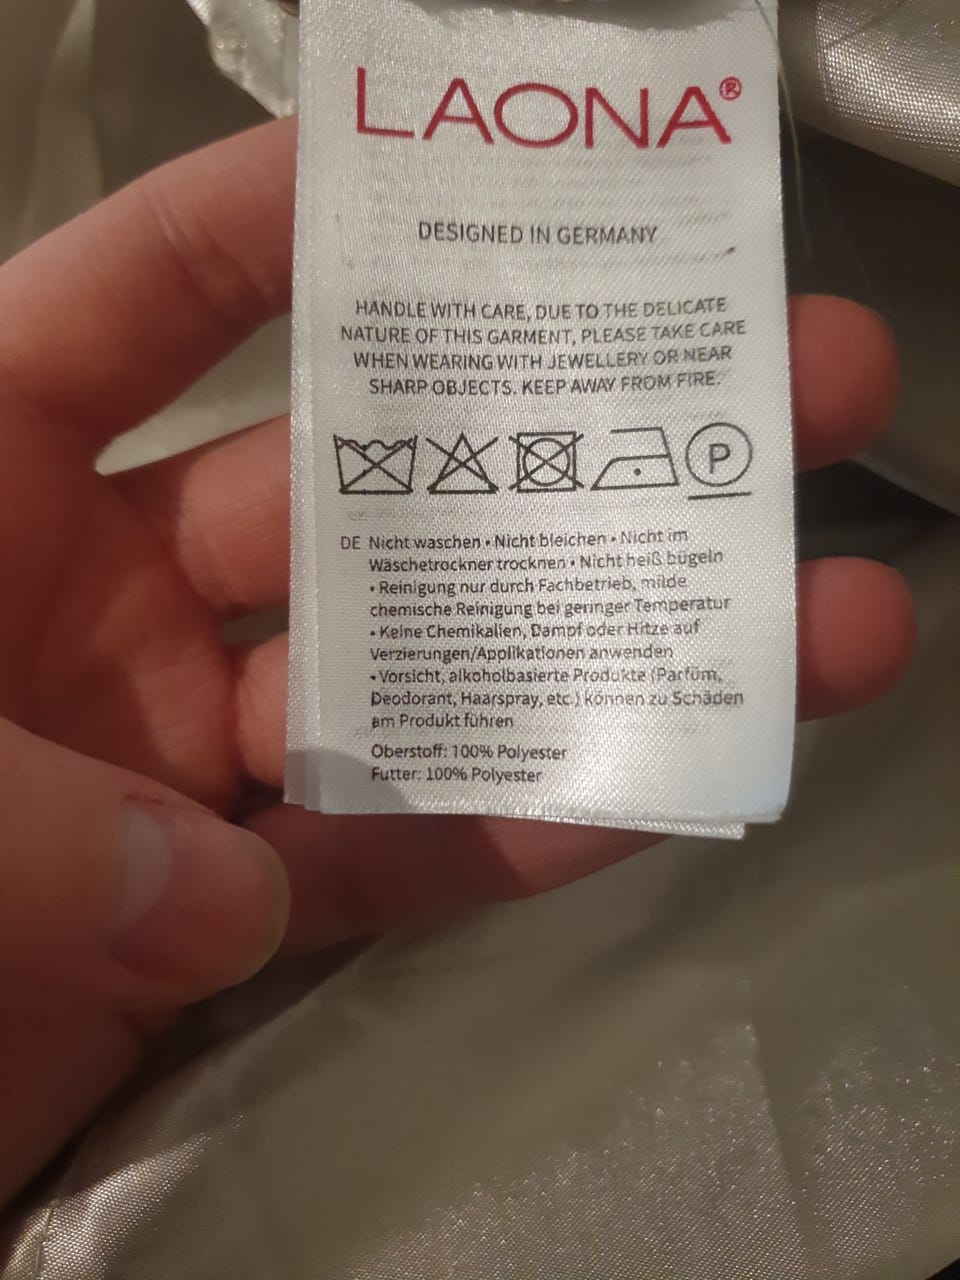 LAONA®
DESIGNED IN GERMANY
HANDLE WITH CARE, DUE TO THE DELICATE
NATURE OF THIS GARMENT, PLEASE TAKE CARE
WHEN WEARING WITH JEWELLERY OR NEAR
SHARP OBJECTS. KEEP AWAY FROM FIRE.
P
DE Nicht waschen • Nicht bleichen • Nicht im
Wäschetrockner trocknen • Nicht heiß bügeln
• Reinigung nur durch Fachbetrieb, milde
chemische Reinigung bei geringer Temperatur
• Keine Chemikalien, Dampf oder Hitze auf
Verzierungen/Applikationen anwenden
• Vorsicht, alkoholbasierte Produkte (Parfüm,
Deodorant, Haarspray, etc.) können zu Schäden
am Produkt führen
Oberstoff: 100% Polyester
Futter: 100% Polyester